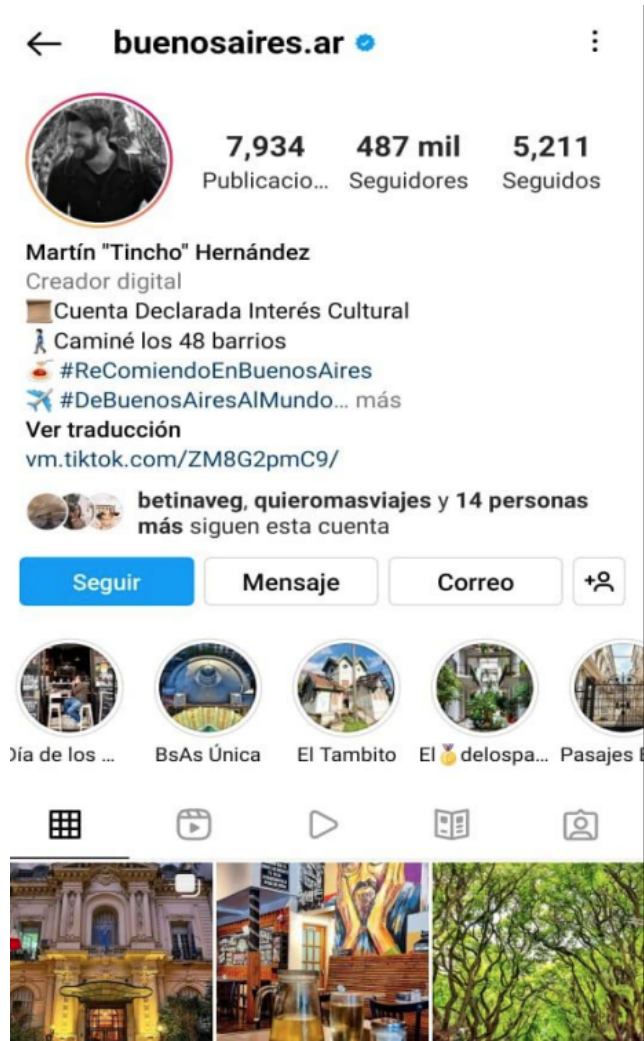 buenosaires.ar
7,934 487 mil 5,211
Publicacio... Seguidores Seguidos
Martín "Tincho" Hernández
Creador digital
Cuenta Declarada Interés Cultural
Caminé los 48 barrios
#ReComiendoEnBuenosAires
#DeBuenosAiresAlMundo... más
Ver traducción
vm.tiktok.com/ZM8G2pmC9/
betinaveg, quieromasviajes y 14 personas
más siguen esta cuenta
Seguir Mensaje Correo
Día de los ... BsAs Única El Tambito El🥇delospa... Pasajes